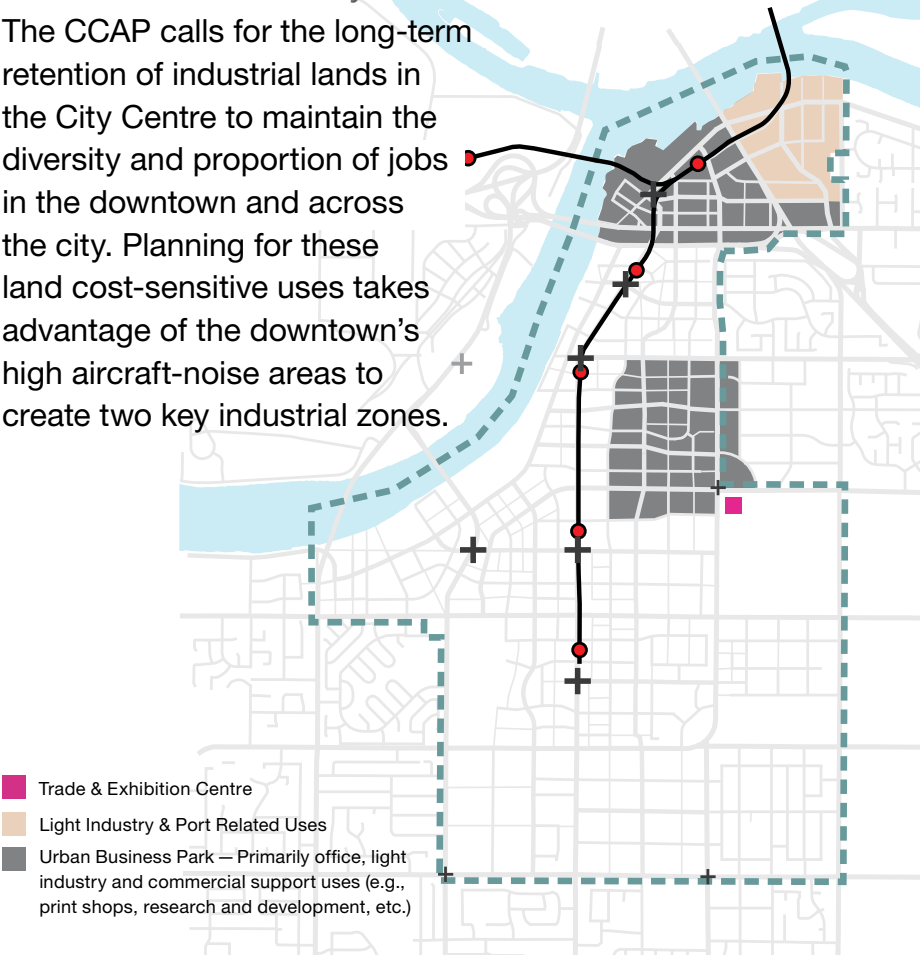 The CCAP calls for the long-term
retention of industrial lands in
the City Centre to maintain the
diversity and proportion of jobs
in the downtown and across
the city. Planning for these
land cost-sensitive uses takes
advantage of the downtown’s
high aircraft-noise areas to
create two key industrial zones.
Trade & Exhibition Centre
Light Industry & Port Related Uses
Urban Business Park — Primarily office, light
industry and commercial support uses (e.g.,
print shops, research and development, etc.)